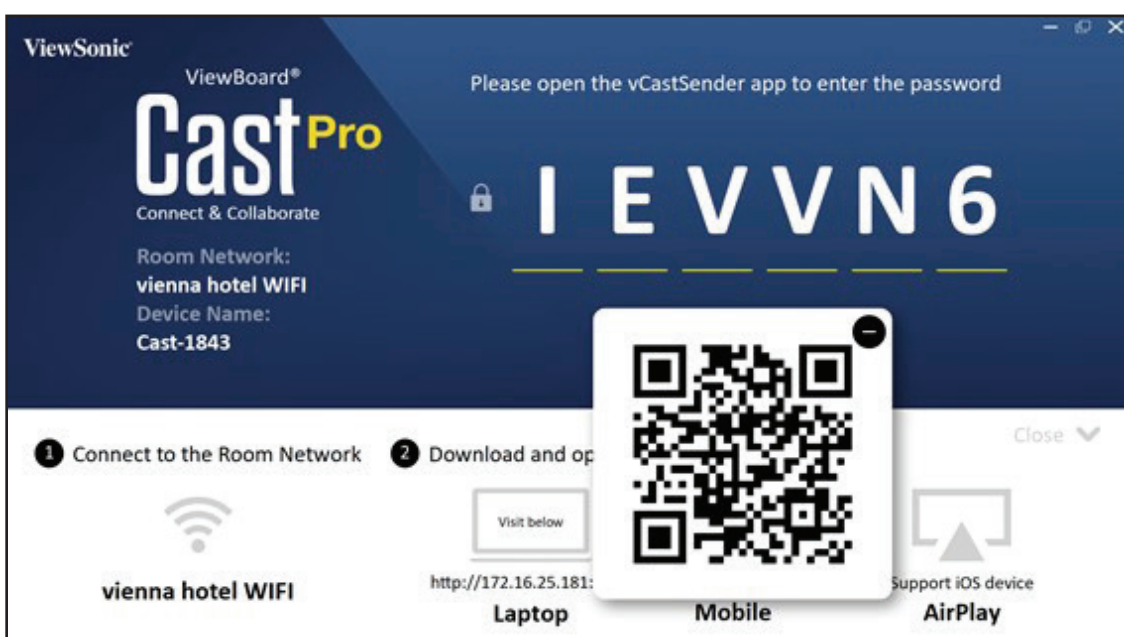 ViewSonic
ViewBoard®
Cast Pro
Connect & Collaborate
Room Network:
vienna hotel WIFI
Device Name:
Cast-1843
Please open the vCastSender app to enter the password
I E V V N 6
Close
1 Connect to the Room Network
vienna hotel WIFI
2 Download and op
Visit below
http://172.16.25.181:
Laptop
Mobile
Support iOS device
AirPlay